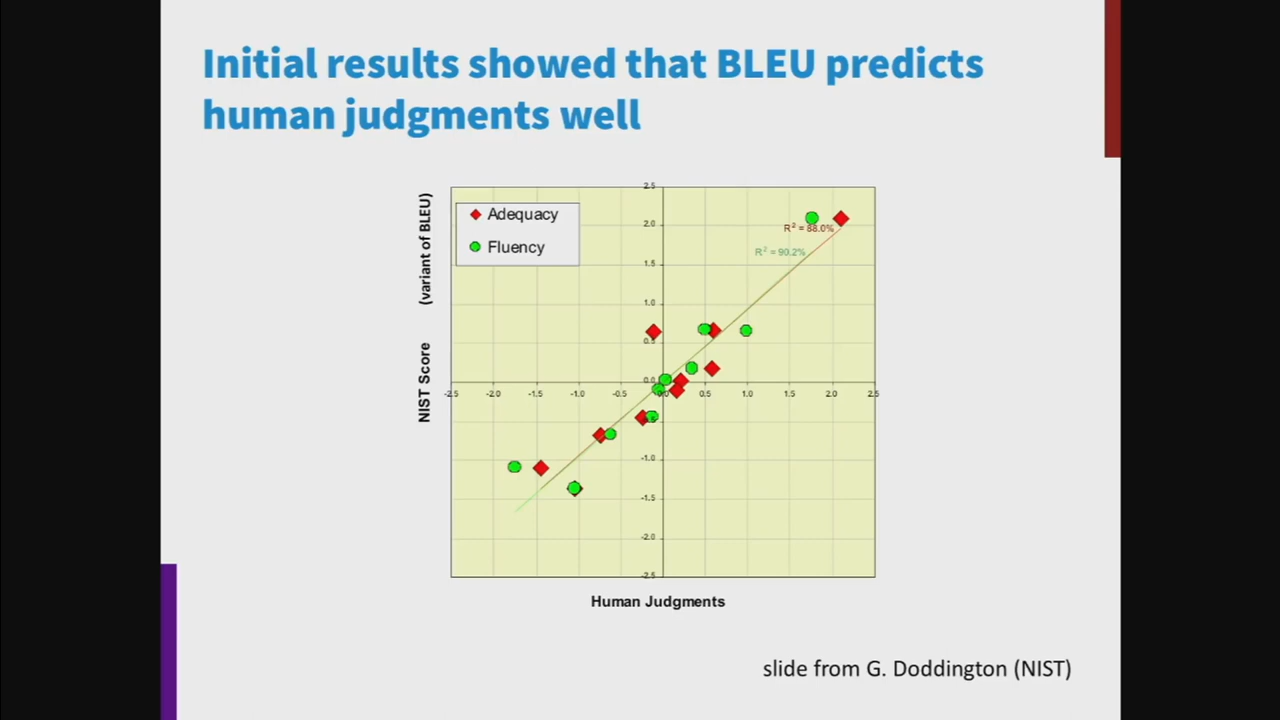 Initial results showed that BLEU predicts
human judgments well
NIST Score (variant of BLEU)
Adequacy
Fluency
2.5
2.0
1.5
1.0
0.5
0.0
-1.0
-1.5
-2.0
-2.5
R² = 88.0%
R² = 90.2%
-2.5 -2.0 -1.5 -1.0 -0.5 0.0 0.5 1.0 1.5 2.0 2.5
Human Judgments
slide from G. Doddington (NIST)